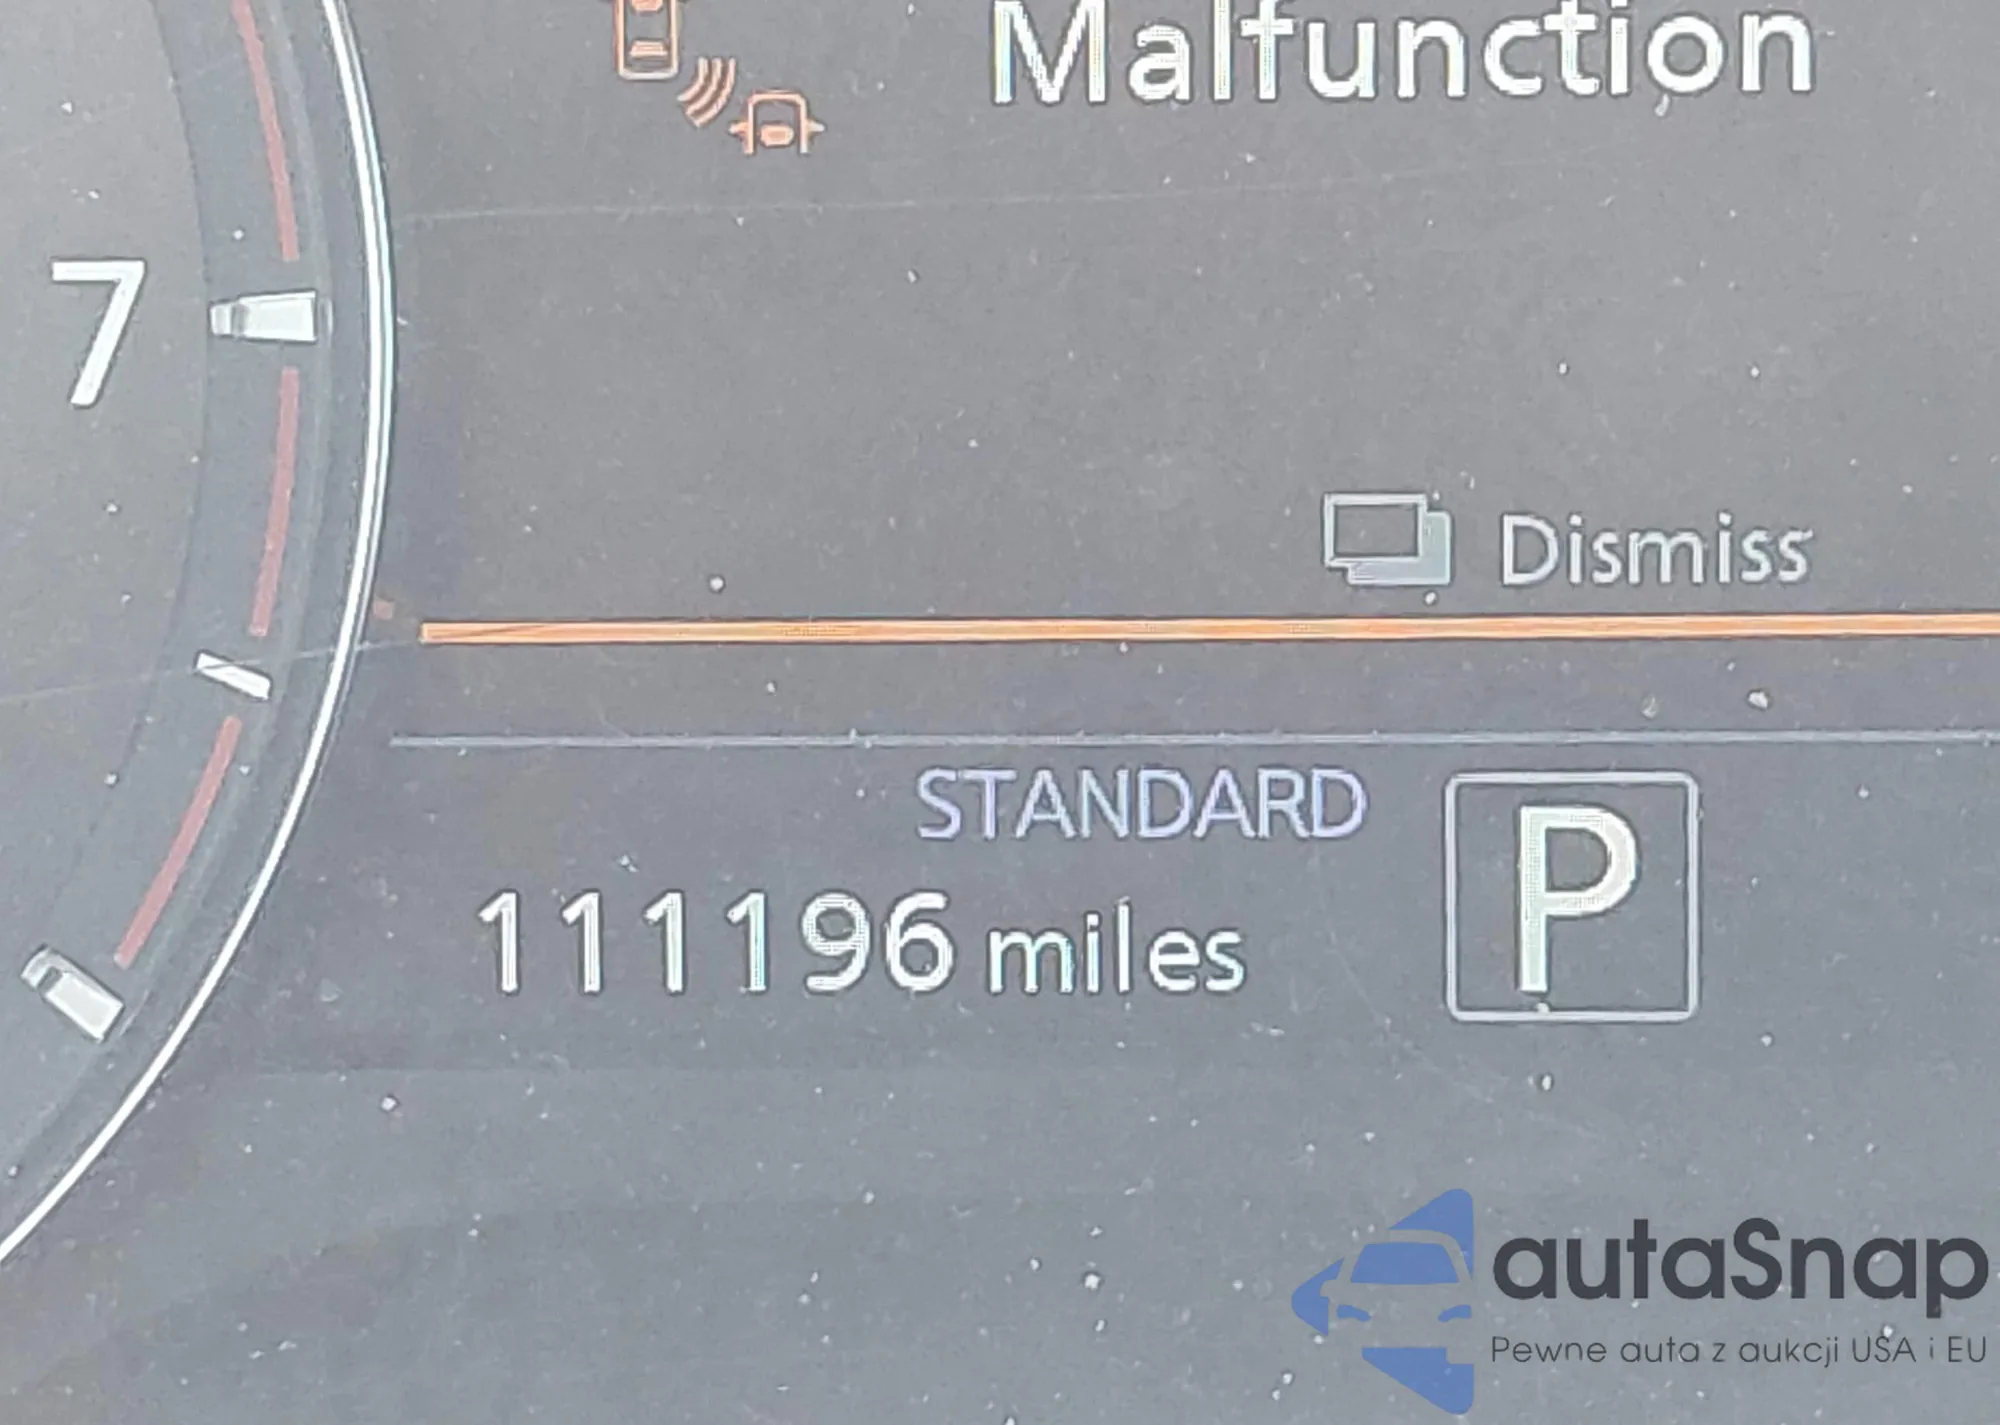 Malfunction
7
Dismiss
STANDARD
P
111196 miles
autaSnap
Pewne auta z aukcji USA i EU